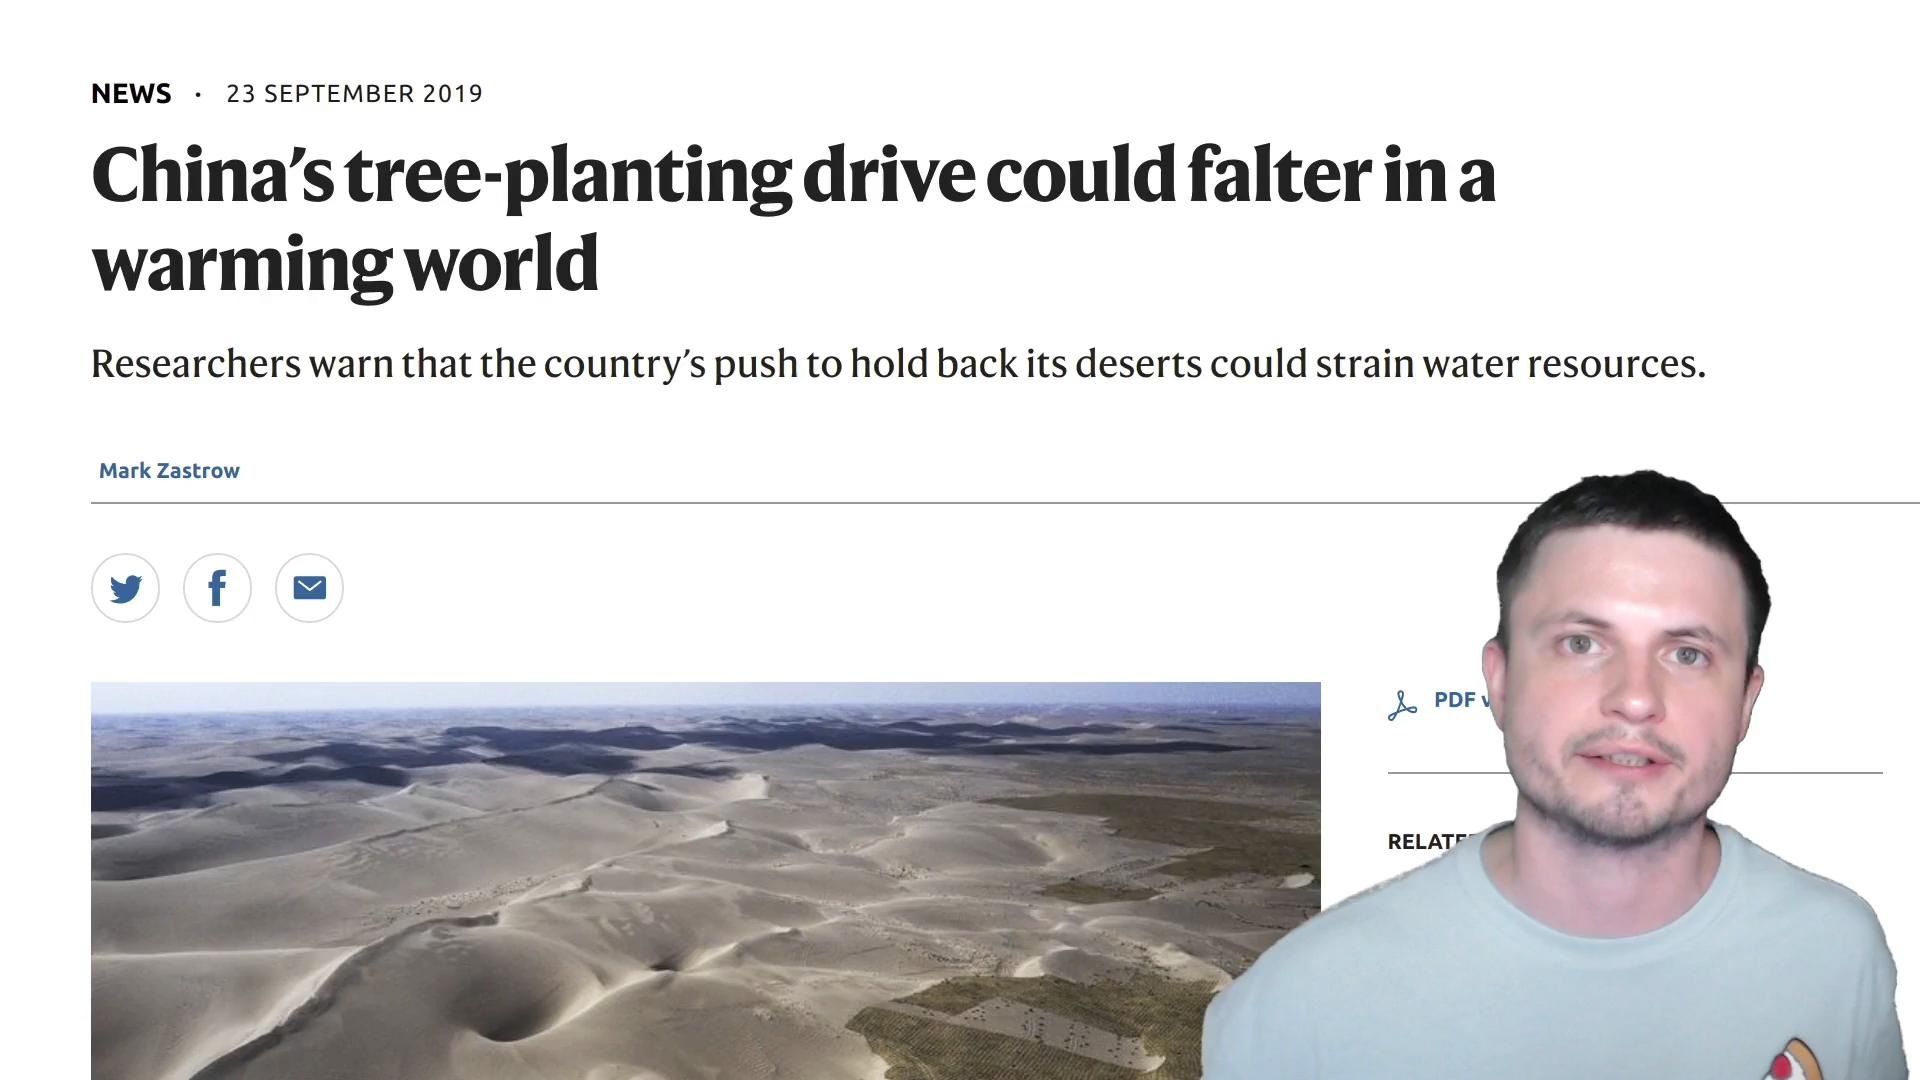 NEWS · 23 SEPTEMBER 2019
China’s tree-planting drive could falter in a
warming world
Researchers warn that the country’s push to hold back its deserts could strain water resources.
Mark Zastrow
PDF